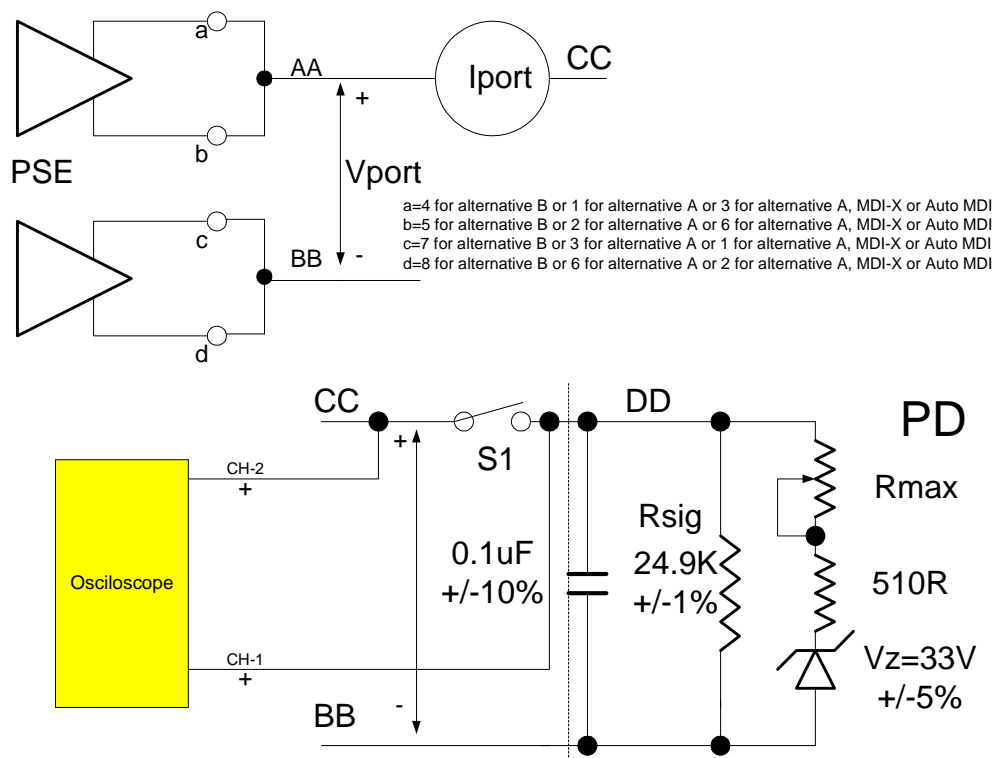 a
AA
Iport
CC
+
b
PSE
Vport
a=4 for alternative B or 1 for alternative A or 3 for alternative A, MDI-X or Auto MDI
b=5 for alternative B or 2 for alternative A or 6 for alternative A, MDI-X or Auto MDI
c=7 for alternative B or 3 for alternative A or 1 for alternative A, MDI-X or Auto MDI
d=8 for alternative B or 6 for alternative A or 2 for alternative A, MDI-X or Auto MDI
c
BB
-
d
CC
DD
PD
+
S1
CH-2
+
Rmax
Rsig
24.9K
+/-1%
0.1uF
+/-10%
Osciloscope
510R
CH-1
+
Vz=33V
+/-5%
-
BB